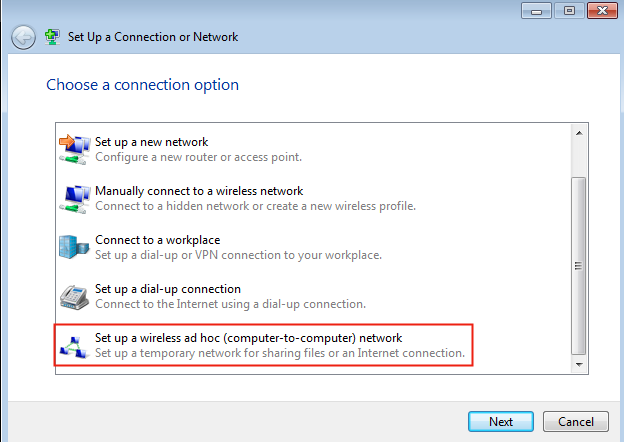 Set Up a Connection or Network
Choose a connection option
Set up a new network
Configure a new router or access point.
Manually connect to a wireless network
Connect to a hidden network or create a new wireless profile.
Connect to a workplace
Set up a dial-up or VPN connection to your workplace.
Set up a dial-up connection
Connect to the Internet using a dial-up connection.
Set up a wireless ad hoc (computer-to-computer) network
Set up a temporary network for sharing files or an Internet connection.
Next Cancel